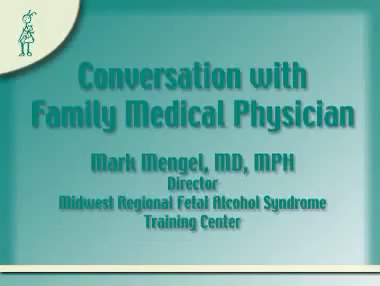 Conversation with
Family Medical Physician
Mark Mengel, MD, MPH
Director
Midwest Regional Fetal Alcohol Syndrome
Training Center